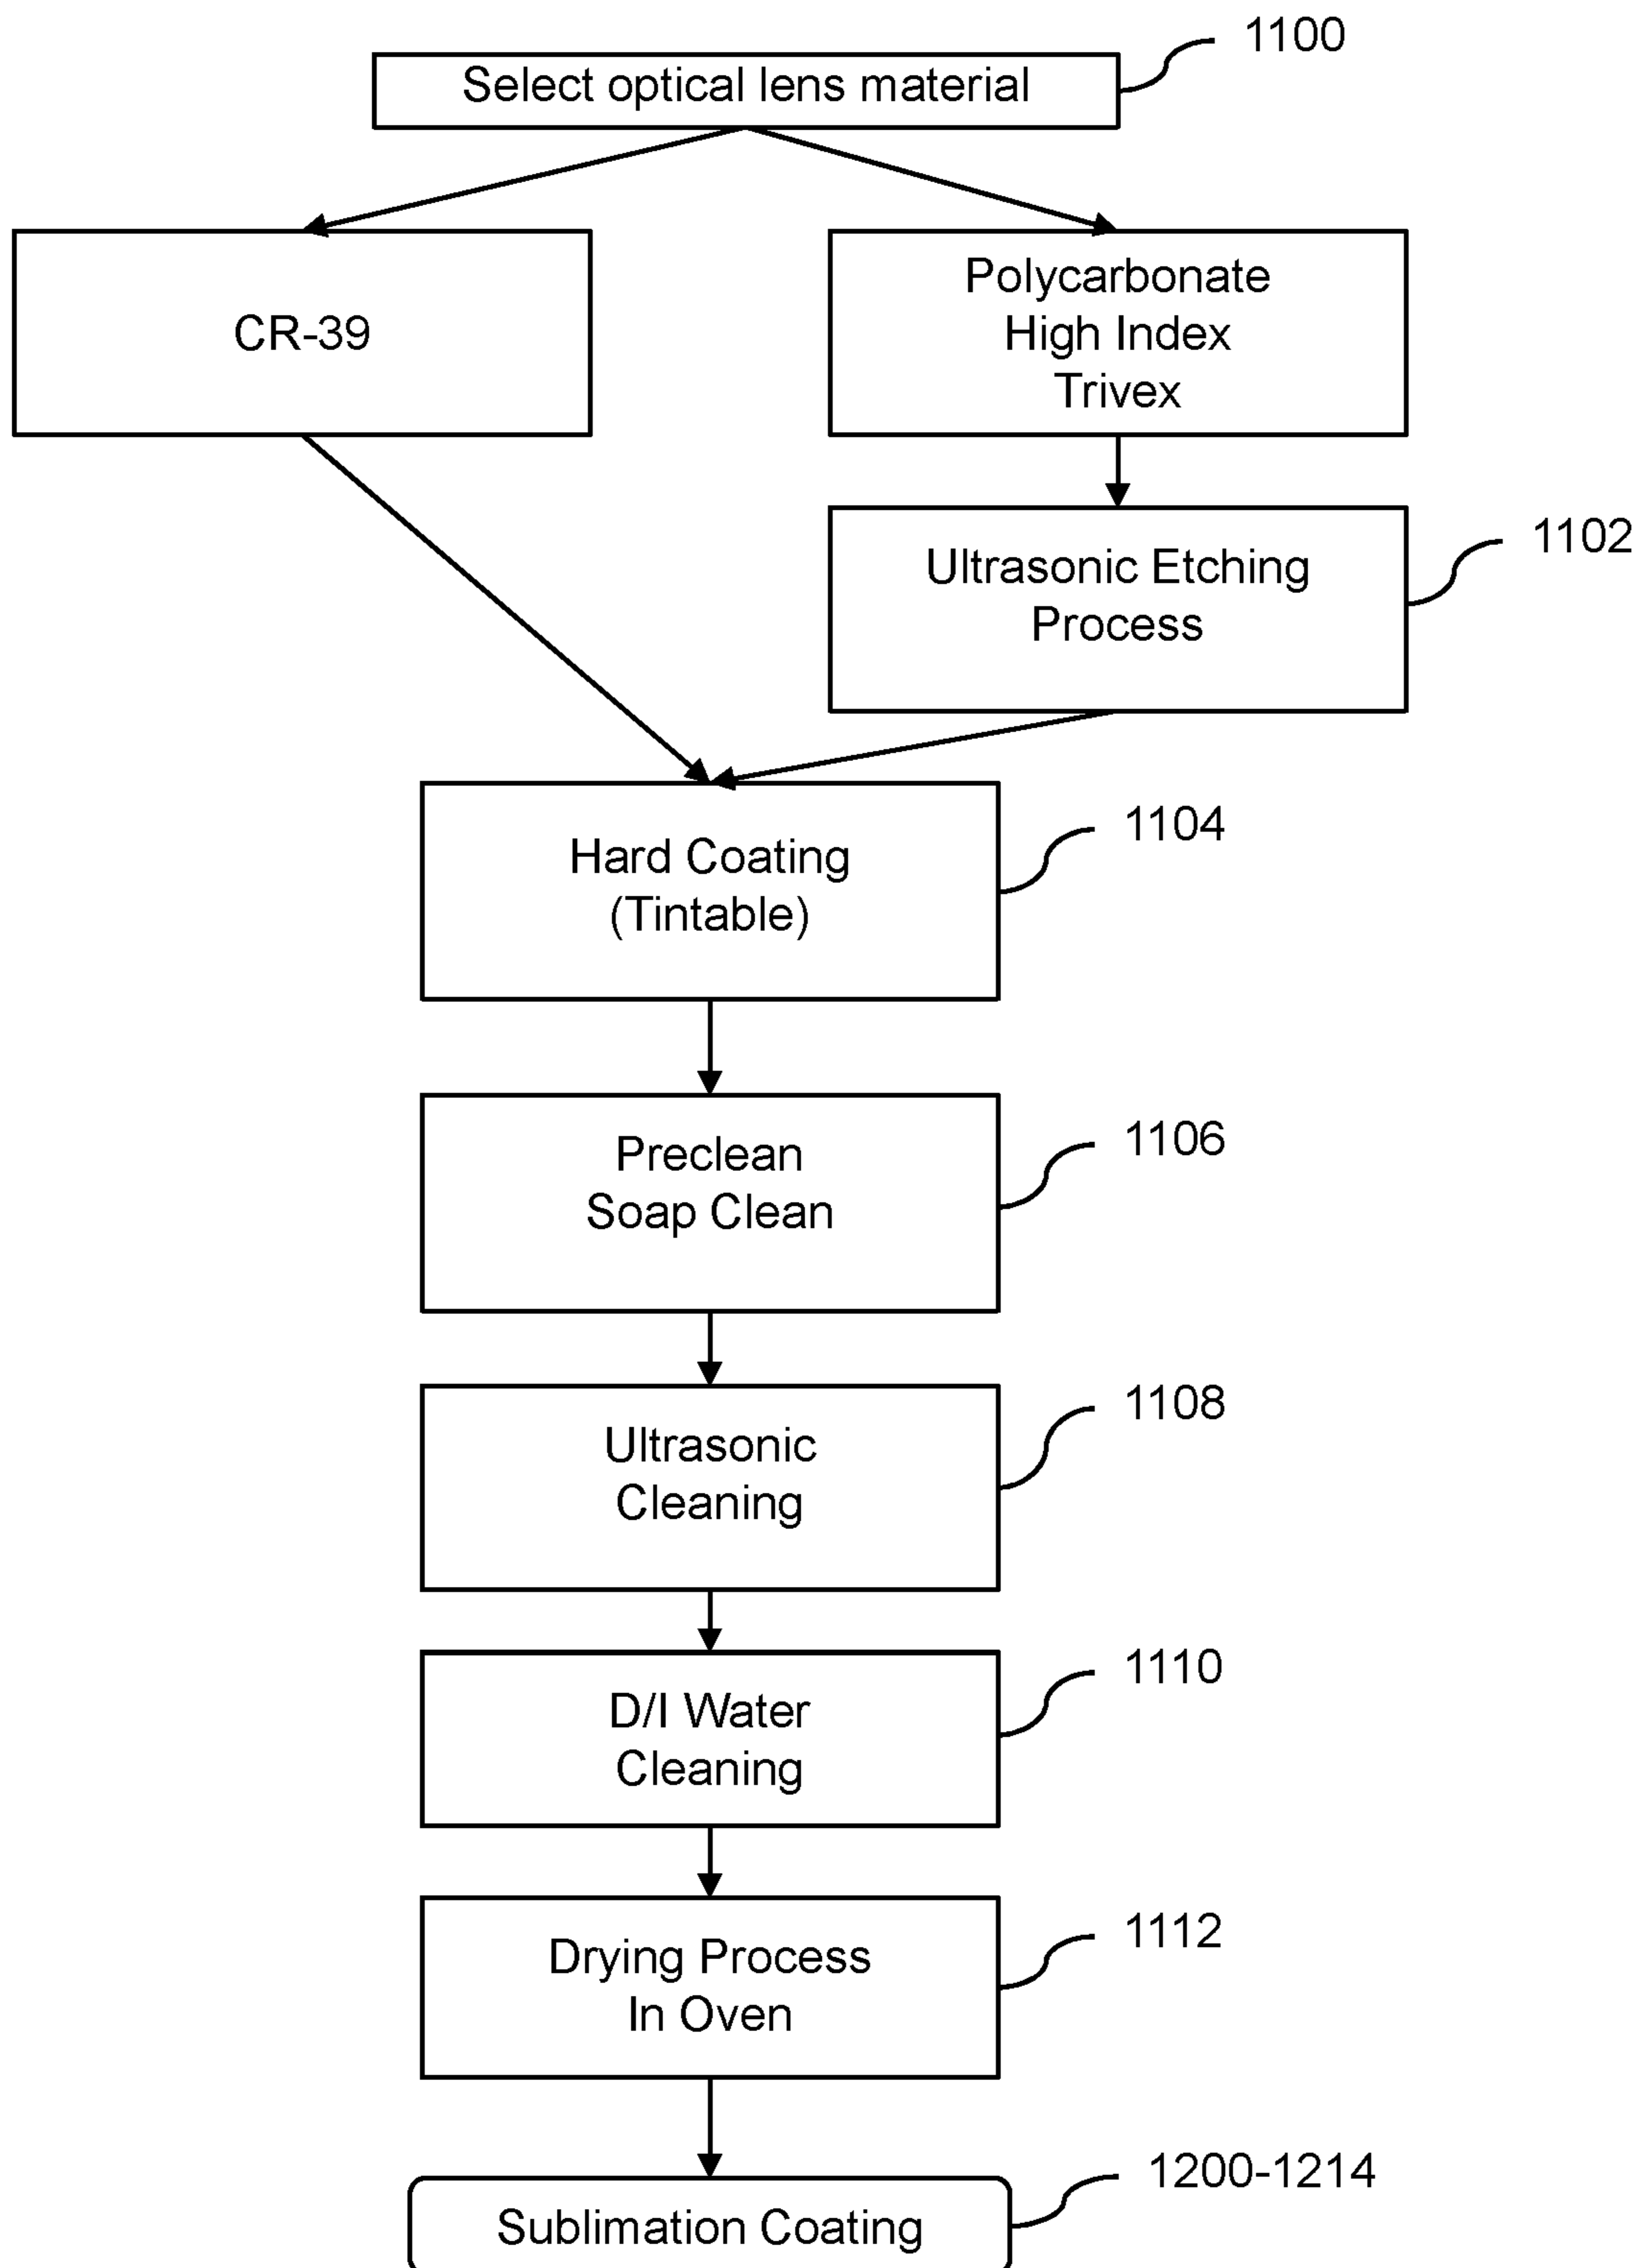 1100
Select optical lens material
CR-39
Polycarbonate
High Index
Trivex
1102
Ultrasonic Etching
Process
1104
Hard Coating
(Tintable)
1106
Preclean
Soap Clean
1108
Ultrasonic
Cleaning
1110
D/I Water
Cleaning
1112
Drying Process
In Oven
1200-1214
Sublimation Coating